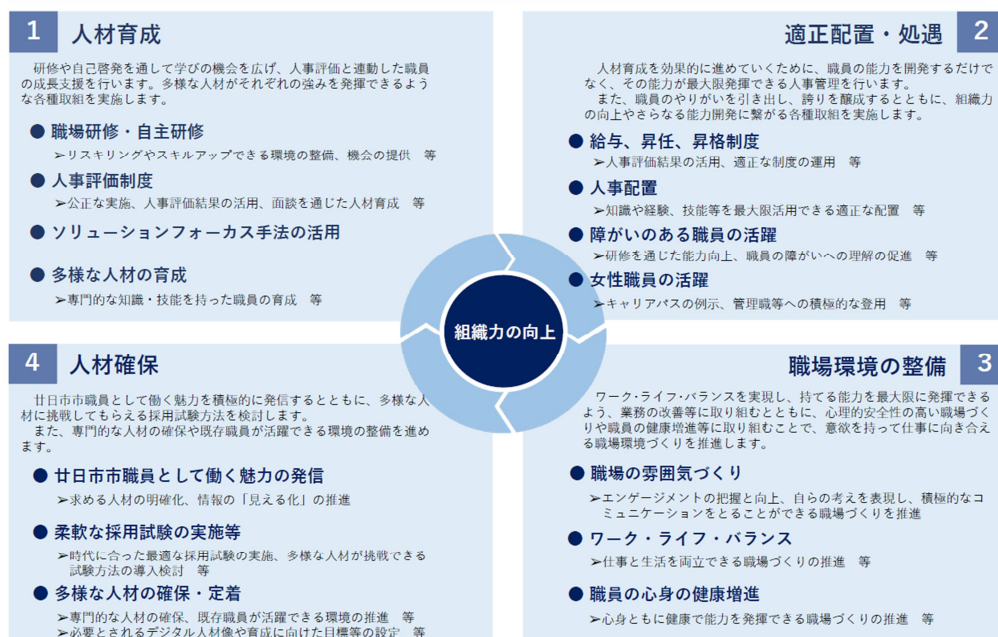 1 人材育成
研修や自己啓発を通して学びの機会を広げ、人事評価と連動した職員
の成長支援を行います。多様な人材がそれぞれの強みを発揮できるよう
な各種取組を実施します。
● 職場研修・自主研修
➢リスキリングやスキルアップできる環境の整備、機会の提供　等
● 人事評価制度
➢公正な実施、人事評価結果の活用、面談を通じた人材育成　等
● ソリューションフォーカス手法の活用
● 多様な人材の育成
➢専門的な知識・技能を持った職員の育成　等
適正配置・処遇 2
人材育成を効果的に進めていくために、職員の能力を開発するだけで
なく、その能力が最大限発揮できる人事管理を行います。
また、職員のやりがいを引き出し、誇りを醸成するとともに、組織力
の向上やさらなる能力開発に繋がる各種取組を実施します。
● 給与、昇任、昇格制度
➢人事評価結果の活用、適正な制度の運用　等
● 人事配置
➢知識や経験、技能等を最大限活用できる適正な配置　等
● 障がいのある職員の活躍
➢研修を通じた能力向上、職員の障がいへの理解の促進　等
● 女性職員の活躍
➢キャリアパスの例示、管理職等への積極的な登用　等
組織力の向上
職場環境の整備 3
ワーク・ライフ・バランスを実現し、持てる能力を最大に発揮できる
よう、業務の改善等に取り組むとともに、心理的安全性の高い職場づく
りや職員の健康増進等に取り組むことで、意欲を持って仕事に向き合え
る職場環境づくりを推進します。
● 職場の雰囲気づくり
➢エンゲージメントの把握と向上、自らの考えを表現し、積極的なコ
ミュニケーションをとることができる職場づくりを推進
● ワーク・ライフ・バランス
➢仕事と生活を両立できる職場づくりの推進　等
● 職員の心身の健康増進
➢心身ともに健康で能力を発揮できる職場づくりの推進　等
4 人材確保
廿日市市職員として働く魅力を積極的に発信するとともに、多様な人
材に挑戦してもらえる採用試験方法を検討します。
また、専門的な人材の確保や既存職員が活躍できる環境の整備を進め
ます。
● 廿日市市職員として働く魅力の発信
➢求める人材の明確化、情報の「見える化」の推進
● 柔軟な採用試験の実施等
➢時代に合った最適な採用試験の実施、多様な人材が挑戦できる
試験方法の導入検討　等
● 多様な人材の確保・定着
➢専門的な人材の確保、既存職員が活躍できる環境の推進　等
➢必要とされるデジタル人材像や育成に向けた目標等の設定　等